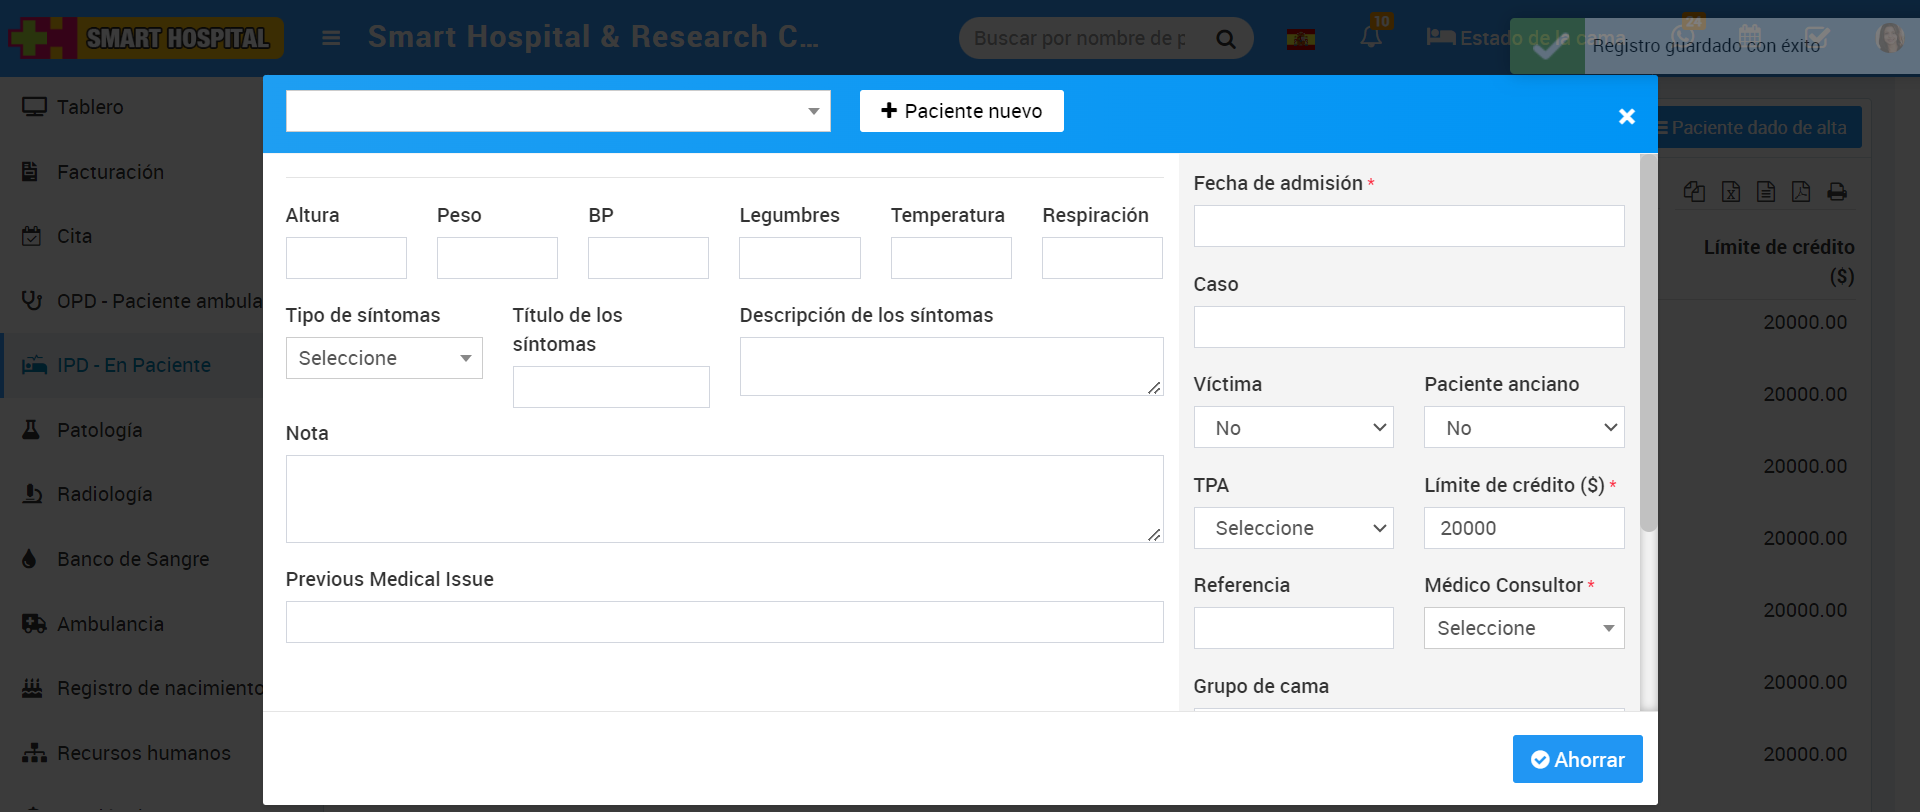 SMART HOSPITAL
Smart Hospital & Research C...
Buscar por nombre de p
10
Estado de la cama
24
Registro guardado con éxito
Tablero
Facturación
Cita
OPD - Paciente ambula
IPD - En Paciente
Patología
Radiología
Banco de Sangre
Ambulancia
Registro de nacimiento
Recursos humanos
Paciente nuevo
×
Paciente dado de alta
Altura
Peso
BP
Legumbres
Temperatura
Respiración
Tipo de síntomas
Seleccione
Título de los
síntomas
Descripción de los síntomas
Nota
Previous Medical Issue
Fecha de admisión *
Caso
Víctima
No
Paciente anciano
No
TPA
Seleccione
Límite de crédito ($) *
20000
Referencia
Médico Consultor *
Seleccione
Grupo de cama
Ahorrar
Límite de crédito
($)
20000.00
20000.00
20000.00
20000.00
20000.00
20000.00
20000.00